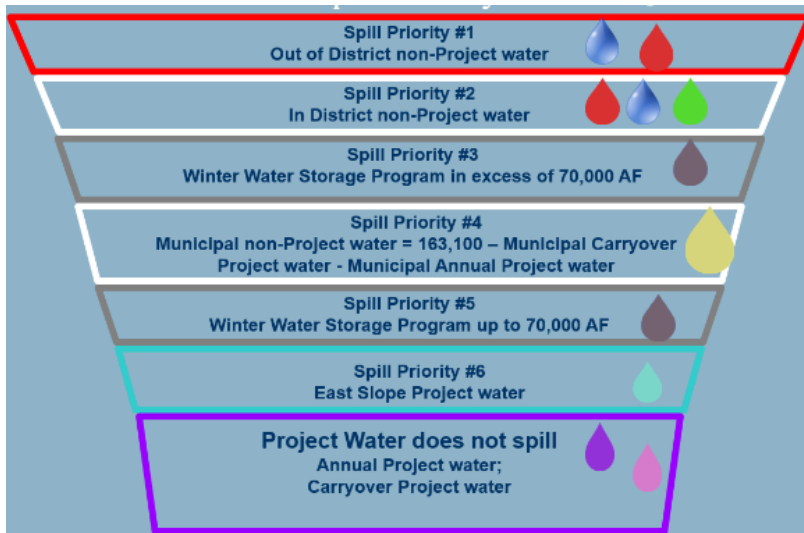 Spill Priority #1
Out of District non-Project water
Spill Priority #2
In District non-Project water
Spill Priority #3
Winter Water Storage Program in excess of 70,000 AF
Spill Priority #4
Municipal non-Project water = 163,100 – Municipal Carryover
Project water - Municipal Annual Project water
Spill Priority #5
Winter Water Storage Program up to 70,000 AF
Spill Priority #6
East Slope Project water
Project Water does not spill
Annual Project water;
Carryover Project water